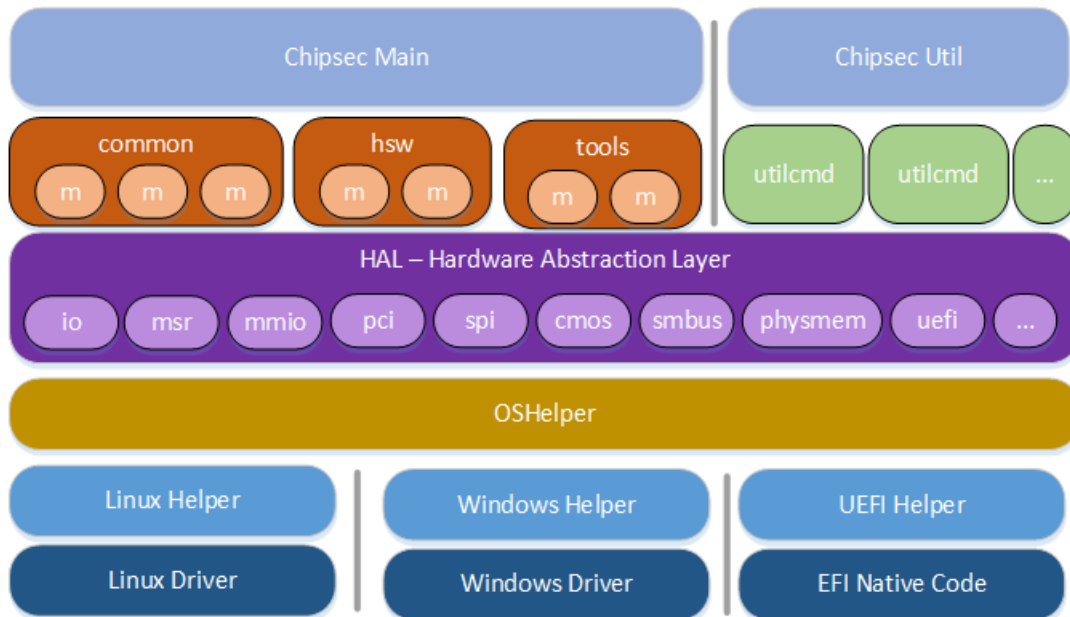 Chipsec Main
Chipsec Util
common
hsw
tools
m m m
m m
m m
utilcmd
utilcmd
...
HAL – Hardware Abstraction Layer
io msr mmio pci spi cmos smbus physmem uefi ...
OSHelper
Linux Helper
Windows Helper
UEFI Helper
Linux Driver
Windows Driver
EFI Native Code